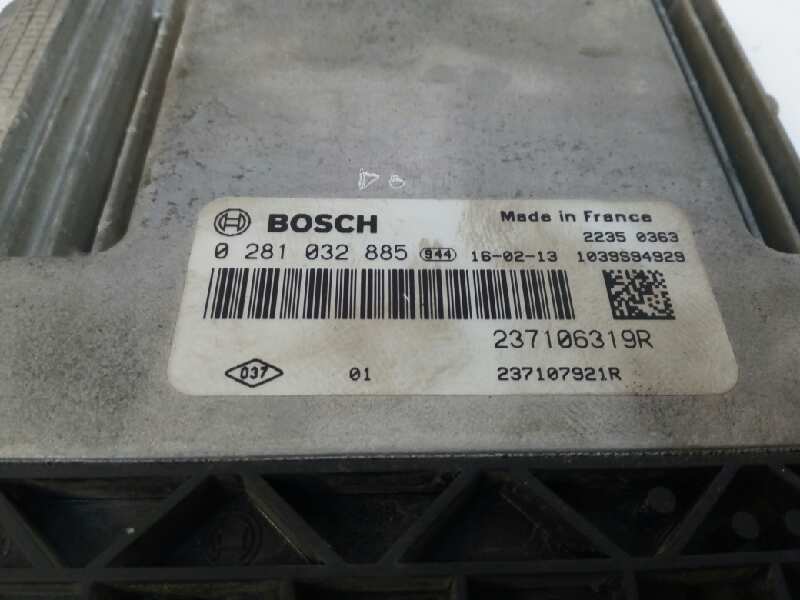 BOSCH
Made in France
2235 0363
0 281 032 885 944 16-02-13 1039S94929
237106319R
037 01 237107921R